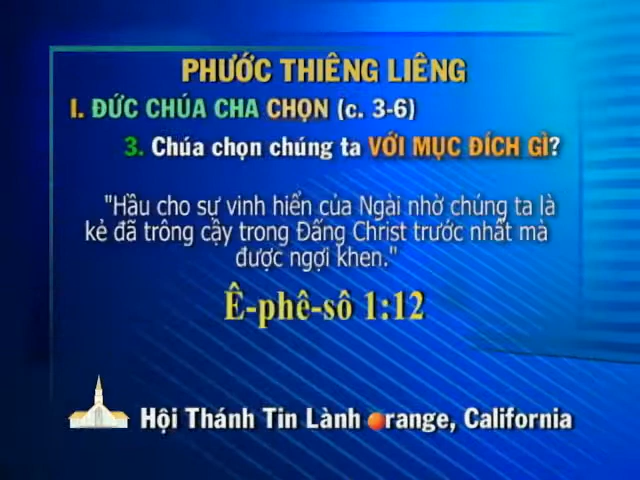 PHƯỚC THIÊNG LIÊNG
I. ĐỨC CHÚA CHA CHỌN (c. 3-6)
3. Chúa chọn chúng ta VỚI MỤC ĐÍCH GÌ?
"Hầu cho sự vinh hiển của Ngài nhờ chúng ta là
kẻ đã trông cậy trong Đấng Christ trước nhất mà
được ngợi khen."
Ê-phê-sô 1:12
Hội Thánh Tin Lành Orange, California